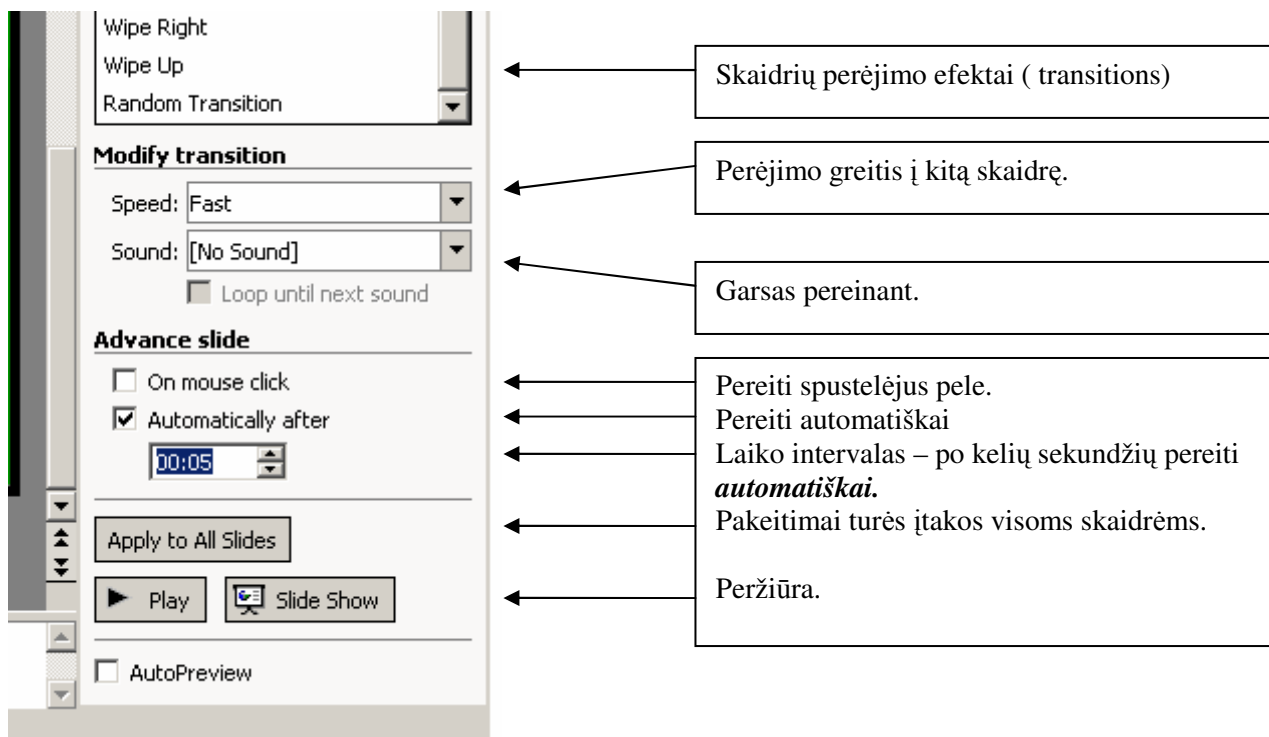 Wipe Right
Wipe Up
Random Transition
Modify transition
Speed: Fast
Sound: [No Sound]
Loop until next sound
Advance slide
On mouse click
Automatically after
00:05
Apply to All Slides
Play
Slide Show
AutoPreview
Skaidrių perėjimo efektai ( transitions)
Perėjimo greitis į kitą skaidrę.
Garsas pereinant.
Pereiti spustelėjus pele.
Pereiti automatiškai
Laiko intervalas – po kelių sekundžių pereiti
automatiškai.
Pakeitimai turės įtakos visoms skaidrėms.
Peržiūra.